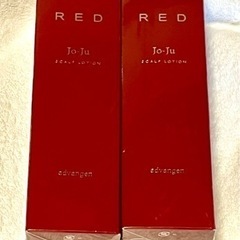 RED
Jo-Ju
SCALP LOTION
advangen
RED
Jo-Ju
SCALP LOTION
advangen